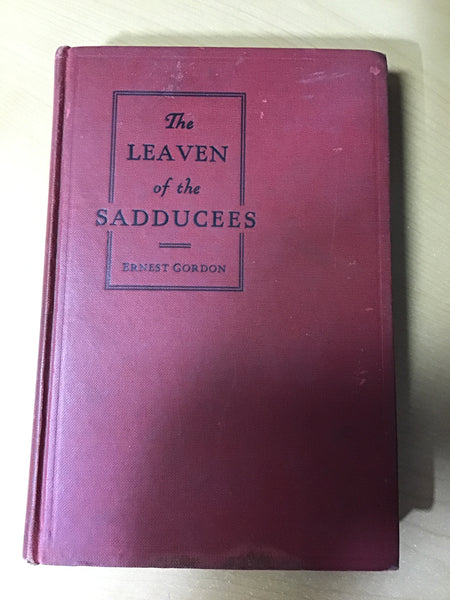 The
LEAVEN
of the
SADDUCEES
ERNEST GORDON